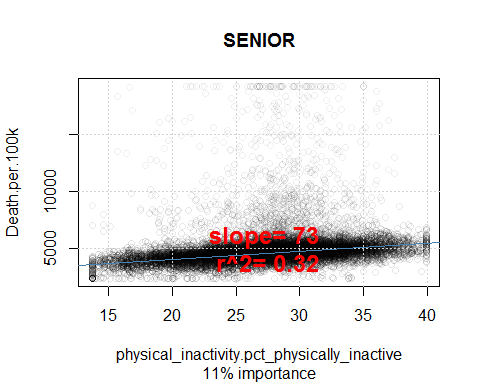 SENIOR
Death.per.100k
10000
5000
slope= 73
r^2= 0.32
15 20 25 30 35 40
physical_inactivity.pct_physically_inactive
11% importance